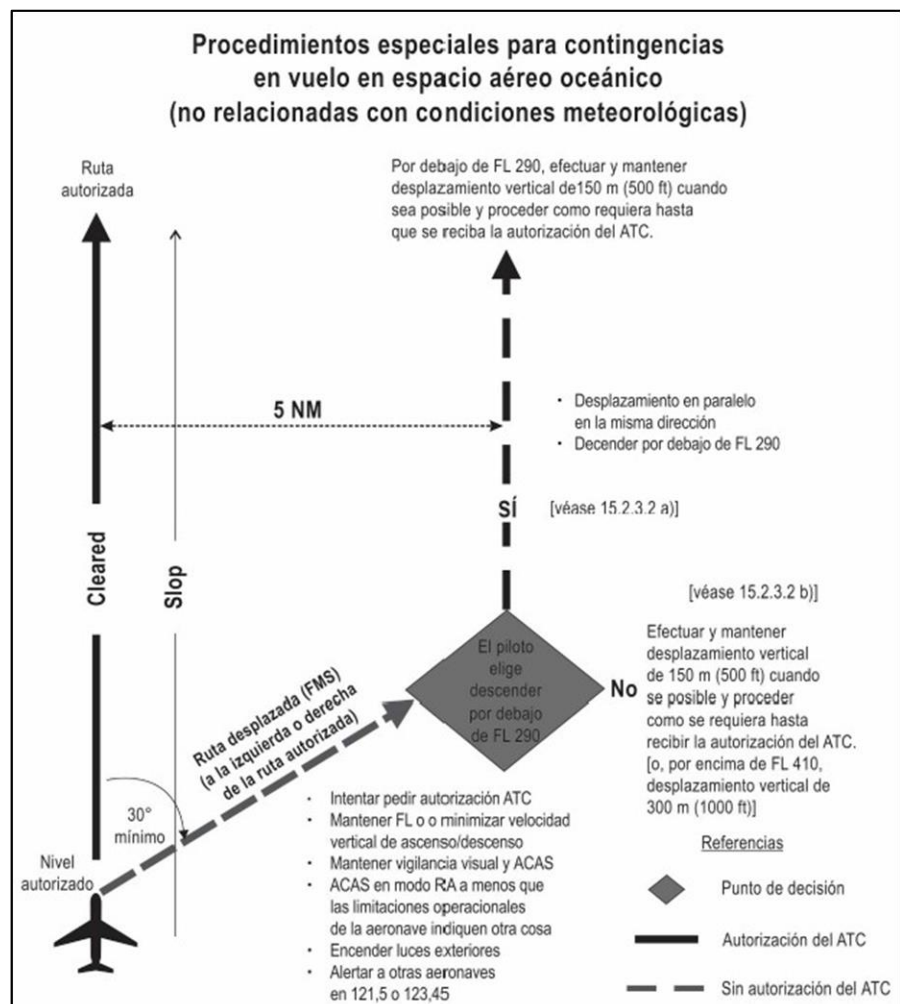 Procedimientos especiales para contingencias
en vuelo en espacio aéreo oceánico
(no relacionadas con condiciones meteorológicas)
Ruta
autorizada
Por debajo de FL 290, efectuar y mantener
desplazamiento vertical de150 m (500 ft) cuando
sea posible y proceder como requiera hasta
que se reciba la autorización del ATC.
5 NM
· Desplazamiento en paralelo
en la misma dirección
· Decender por debajo de FL 290
SÍ
[véase 15.2.3.2 a)]
Cleared
Slop
[véase 15.2.3.2 b)]
El piloto
elige
descender
por debajo
de FL 290
No
Efectuar y mantener
desplazamiento vertical
de 150 m (500 ft) cuando
se posible y proceder
como se requiera hasta
recibir la autorización del ATC.
[o, por encima de FL 410,
desplazamiento vertical de
300 m (1000 ft)]
Ruta desplazada (FMS)
(a la izquierda o derecha
de la ruta autorizada)
30°
mínimo
Nivel
autorizado
· Intentar pedir autorización ATC
· Mantener FL o o minimizar velocidad
vertical de ascenso/descenso
· Mantener vigilancia visual y ACAS
· ACAS en modo RA a menos que
las limitaciones operacionales
de la aeronave indiquen otra cosa
· Encender luces exteriores
· Alertar a otras aeronaves
en 121,5 o 123,45
Referencias
Punto de decisión
Autorización del ATC
Sin autorización del ATC